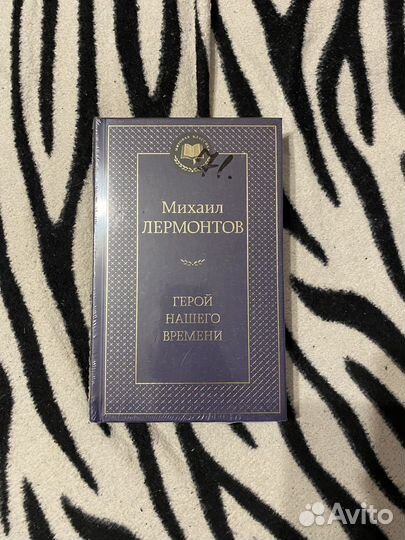 Михаил
ЛЕРМОНТОВ
ГЕРОЙ
НАШЕГО
ВРЕМЕНИ
Avito